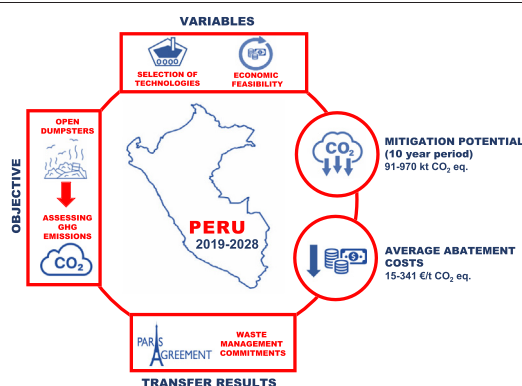 VARIABLES
SELECTION OF
TECHNOLOGIES
ECONOMIC
FEASIBILITY
OBJECTIVE
OPEN
DUMPSTERS
ASSESSING
GHG
EMISSIONS
CO2
PERU
2019-2028
CO2
MITIGATION POTENTIAL
(10 year period)
91-970 kt CO2 eq.
$
AVERAGE ABATEMENT
COSTS
15-341 €/t CO2 eq.
PARIS
AGREEMENT
WASTE
MANAGEMENT
COMMITMENTS
TRANSFER RESULTS